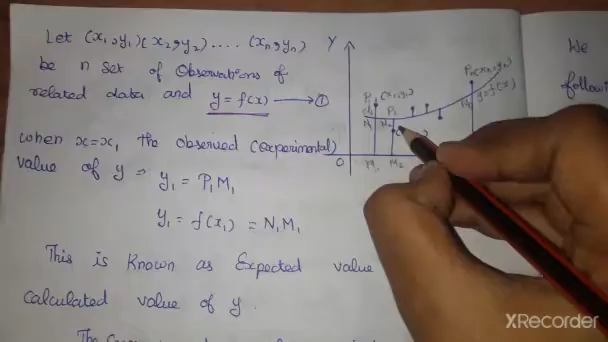 Let (x₁,y₁)(x₂,y₂).... (xₙ,yₙ)
be n set of Observations of
related data and y=f(x) → ①
when x=x₁ the observed (experimental)
value of y = y₁ = P₁M₁
y₁ = f(x₁) = N₁M₁
This is known as Expected value
calculated value of y.
Y
P₁(x₁,y₁)
Pₙ(xₙ,yₙ)
y=f(x)
N₁
O
M₁ M₂
We
follow
XRecorder